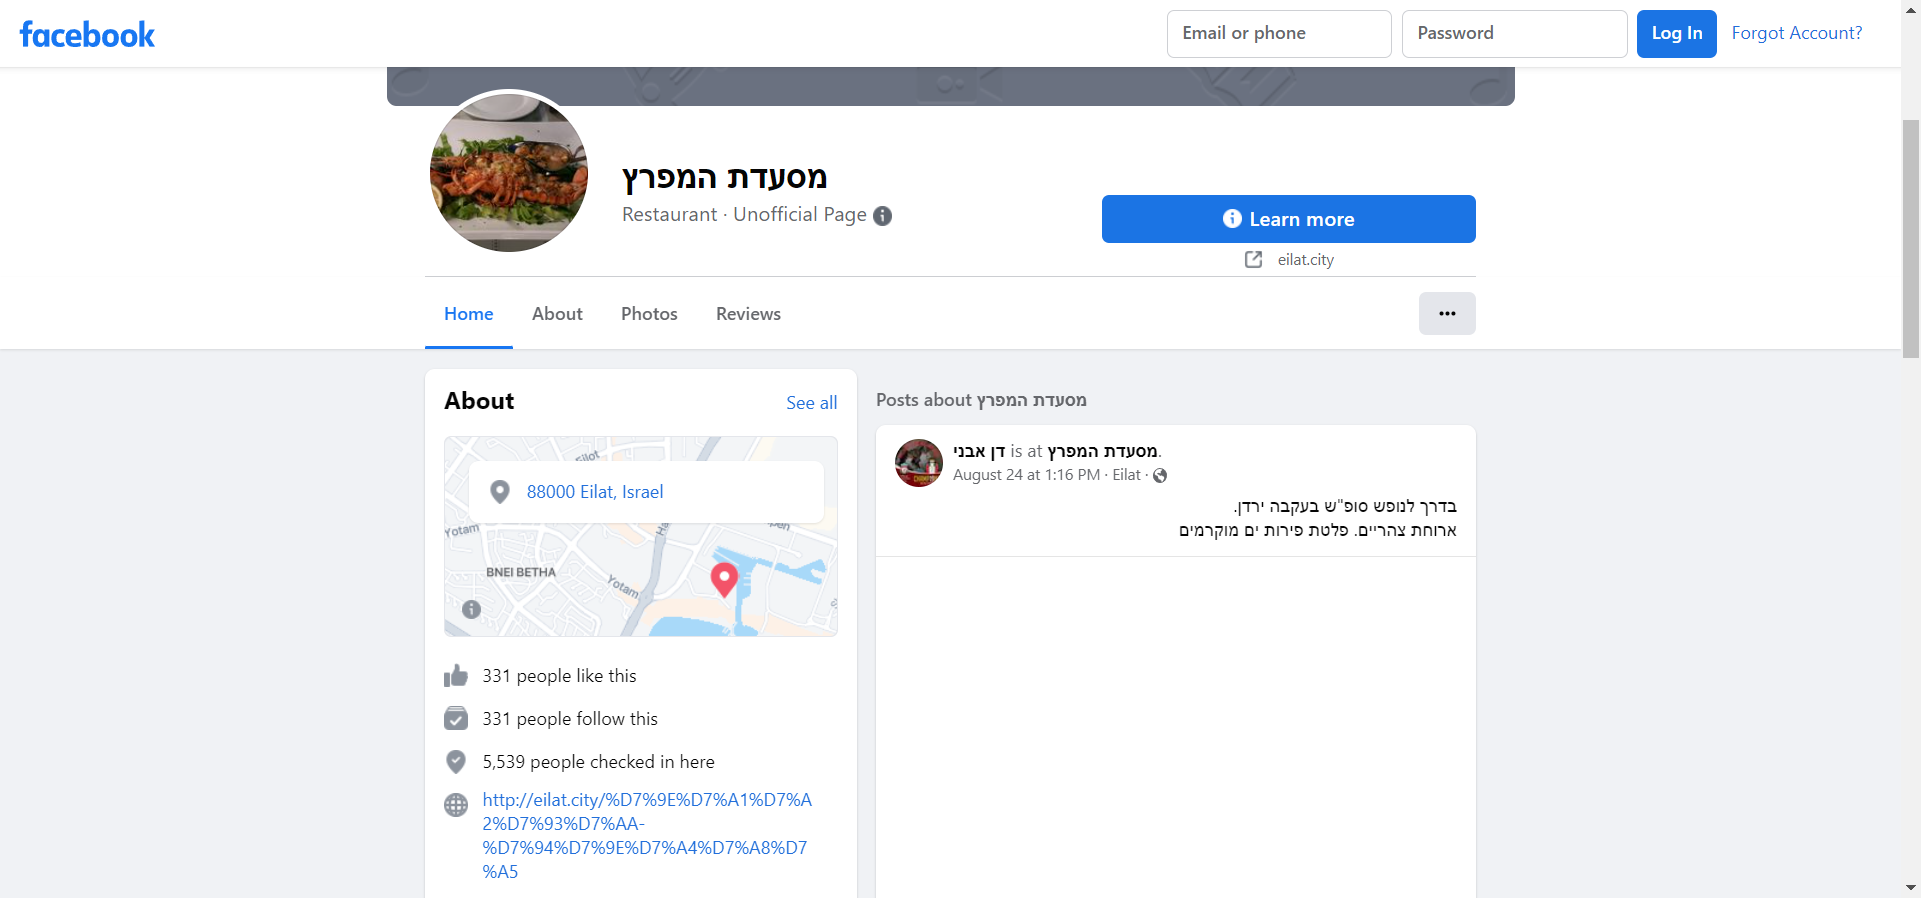 facebook
Email or phone
Password
Log In
Forgot Account?
מסעדת המפרץ
Restaurant · Unofficial Page
Learn more
eilat.city
Home
About
Photos
Reviews
About
See all
Eilot
88000 Eilat, Israel
Yotam
BNEI BETHA
Yotam
331 people like this
331 people follow this
5,539 people checked in here
http://eilat.city/%D7%9E%D7%A1%D7%A
2%D7%93%D7%AA-
%D7%94%D7%9E%D7%A4%D7%A8%D7
%A5
Posts about מסעדת המפרץ
דן אבני is at מסעדת המפרץ.
August 24 at 1:16 PM · Eilat ·
בדרך לנופש סופ"ש בעקבה ירדן.
ארוחת צהריים. פלטת פירות ים מוקרמים